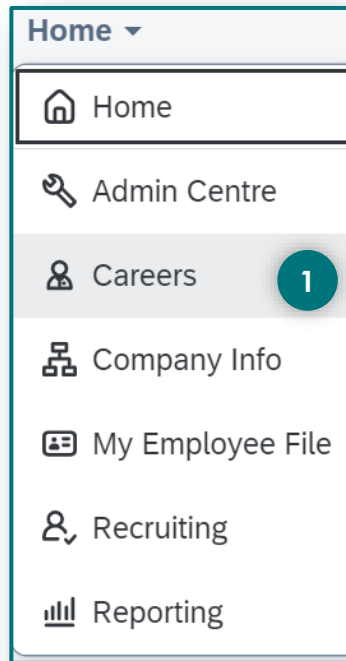 Home
Home
Admin Centre
Careers 1
Company Info
My Employee File
Recruiting
Reporting